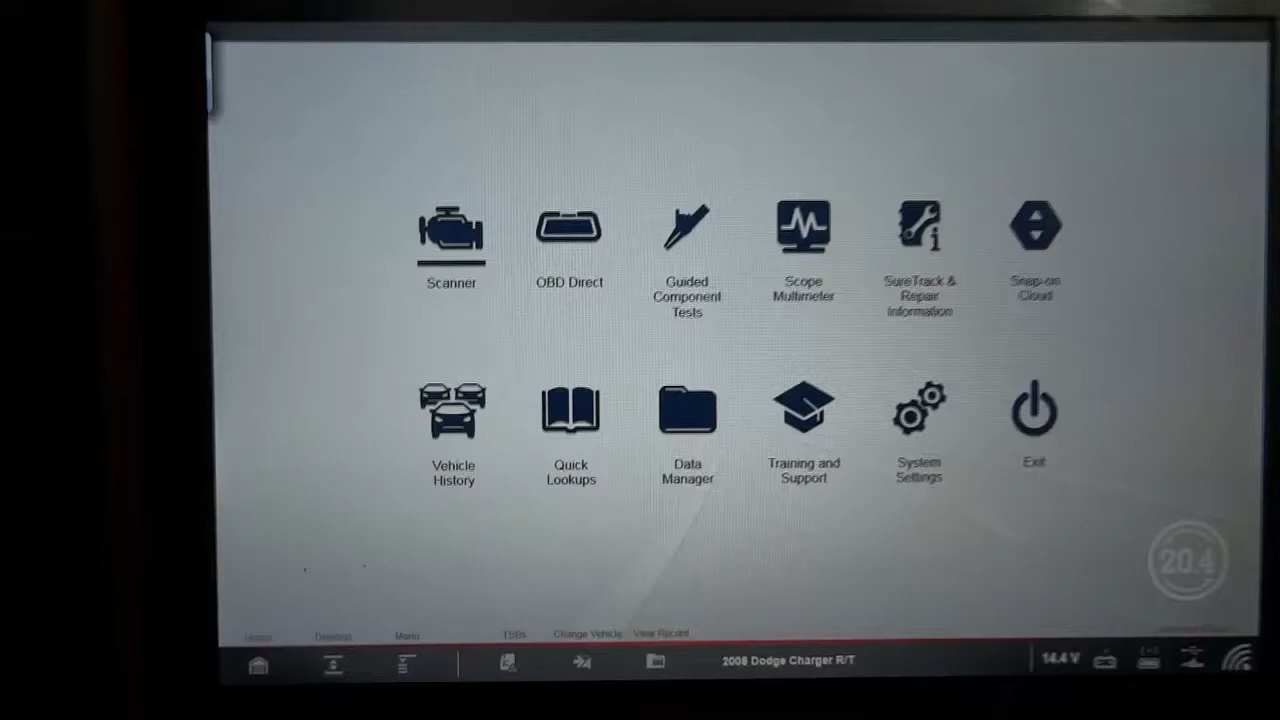 Scanner
OBD Direct
Guided
Component
Tests
Scope
Multimeter
SureTrack &
Repair
Information
Snap-on
Cloud
Vehicle
History
Quick
Lookups
Data
Manager
Training and
Support
System
Settings
Exit
20.4
Home
Desktop
Menu
TSBs
Change Vehicle
View Record
2008 Dodge Charger R/T
14.4 V